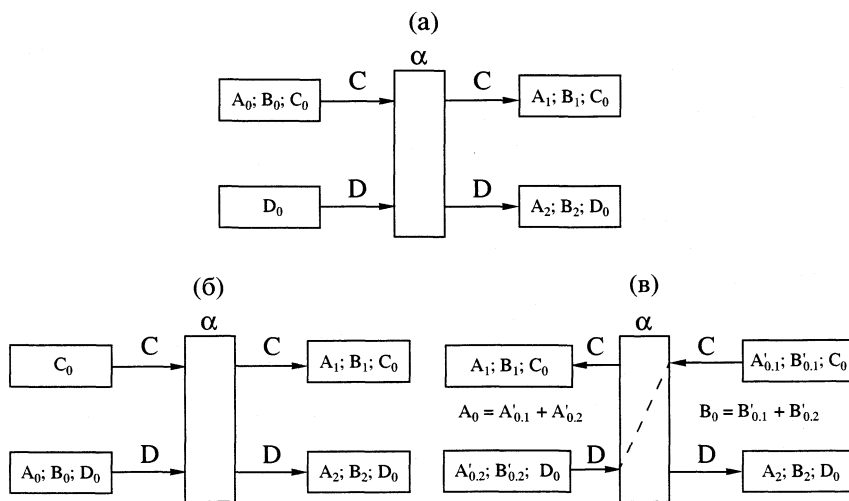 (а)
α
C C
A₀; B₀; C₀ A₁; B₁; C₀
D D
D₀ A₂; B₂; D₀
(б) (в)
α α
C C C C
C₀ A₁; B₁; C₀ A₁; B₁; C₀ A'₀.₁; B'₀.₁; C₀
A₀ = A'₀.₁ + A'₀.₂ B₀ = B'₀.₁ + B'₀.₂
D D D D
A₀; B₀; D₀ A₂; B₂; D₀ A'₀.₂; B'₀.₂; D₀ A₂; B₂; D₀